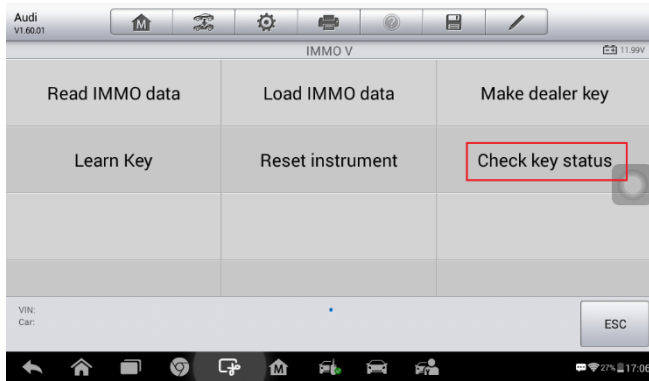 Audi
V1.60.01
IMMO V
11.99V
Read IMMO data
Load IMMO data
Make dealer key
Learn Key
Reset instrument
Check key status
VIN:
Car:
ESC
27%
17:06